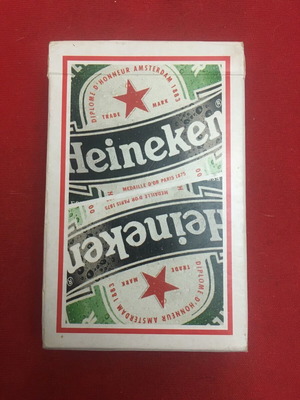 DIPLOME D'HONNEUR AMSTERDAM 1883
TRADE MARK
Heineken
®
MEDAILLE D'OR PARIS 1875
MEDAILLE D'OR PARIS 1875
Heineken
®
TRADE MARK
DIPLOME D'HONNEUR AMSTERDAM 1883